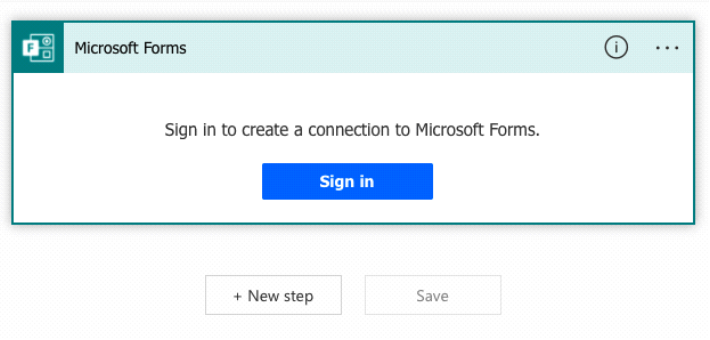 Microsoft Forms
Sign in to create a connection to Microsoft Forms.
Sign in
+ New step
Save